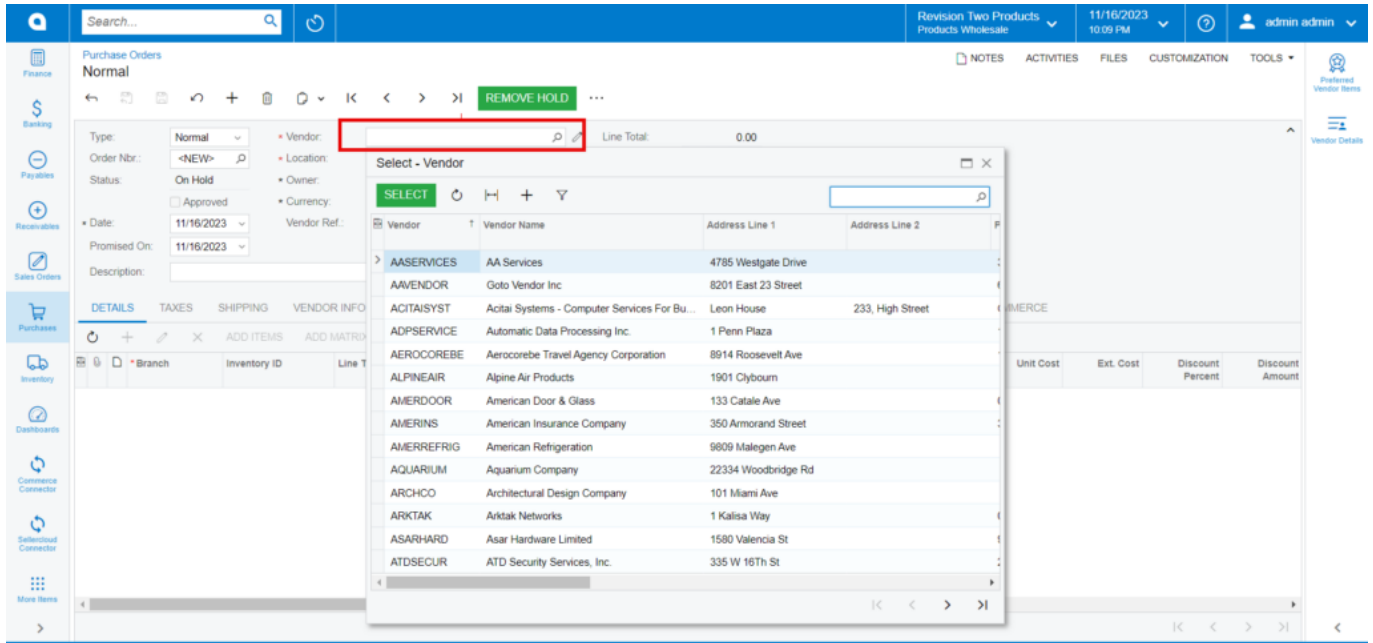 Search...
Revision Two Products
Products Wholesale
11/16/2023
10:09 PM
admin admin
Finance
Banking
Payables
Receivables
Sales Orders
Purchases
Inventory
Dashboards
Commerce
Connector
Sellercloud
Connector
More Items
Purchase Orders
Normal
NOTES ACTIVITIES FILES CUSTOMIZATION TOOLS
REMOVE HOLD
Preferred
Vendor Items
Vendor Details
Type: Normal * Vendor: Line Total: 0.00
Order Nbr.: <NEW> * Location:
Status: On Hold * Owner:
Approved * Currency:
* Date: 11/16/2023 Vendor Ref.:
Promised On: 11/16/2023
Description:
DETAILS TAXES SHIPPING VENDOR INFO MMERCE
ADD ITEMS ADD MATRIX
* Branch Inventory ID Line T Unit Cost Ext. Cost Discount Percent Discount Amount
Select - Vendor
SELECT
Vendor Vendor Name Address Line 1 Address Line 2
AASERVICES AA Services 4785 Westgate Drive
AAVENDOR Goto Vendor Inc 8201 East 23 Street
ACITAISYST Acitai Systems - Computer Services For Bu... Leon House 233, High Street
ADPSERVICE Automatic Data Processing Inc. 1 Penn Plaza
AEROCOREBE Aerocorebe Travel Agency Corporation 8914 Roosevelt Ave
ALPINEAIR Alpine Air Products 1901 Clybourn
AMERDOOR American Door & Glass 133 Catale Ave
AMERINS American Insurance Company 350 Armorand Street
AMERREFRIG American Refrigeration 9809 Malegen Ave
AQUARIUM Aquarium Company 22334 Woodbridge Rd
ARCHCO Architectural Design Company 101 Miami Ave
ARKTAK Arktak Networks 1 Kalisa Way
ASARHARD Asar Hardware Limited 1580 Valencia St
ATDSECUR ATD Security Services, Inc. 335 W 16Th St